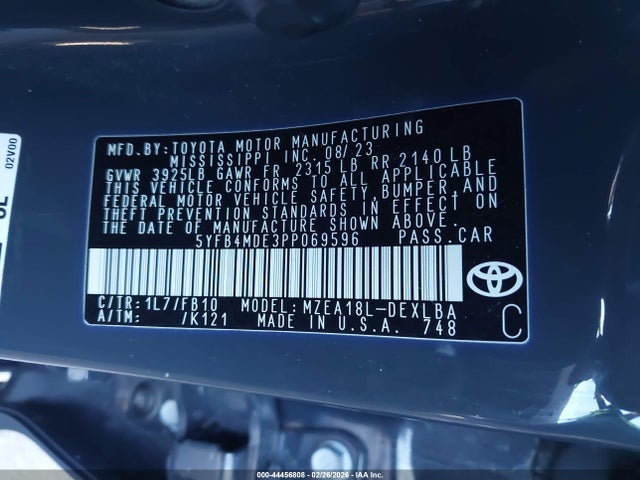 MFD.BY:TOYOTA MOTOR MANUFACTURING
MISSISSIPPI INC. 08/23
GVWR 3925LB GAWR FR 2315 LB RR 2140 LB
THIS VEHICLE CONFORMS TO ALL APPLICABLE
FEDERAL MOTOR VEHICLE SAFETY, BUMPER, AND
THEFT PREVENTION STANDARDS IN EFFECT ON
THE DATE OF MANUFACTURE SHOWN ABOVE.
5YFB4MDE3PP069596 PASS.CAR
C/TR: 1L7/FB10 MODEL: MZEA18L-DEXLBA
A/TM: /K121 MADE IN U.S.A. 748
C
02V00
000-44456808 - 02/26/2026 - © IAA Inc.